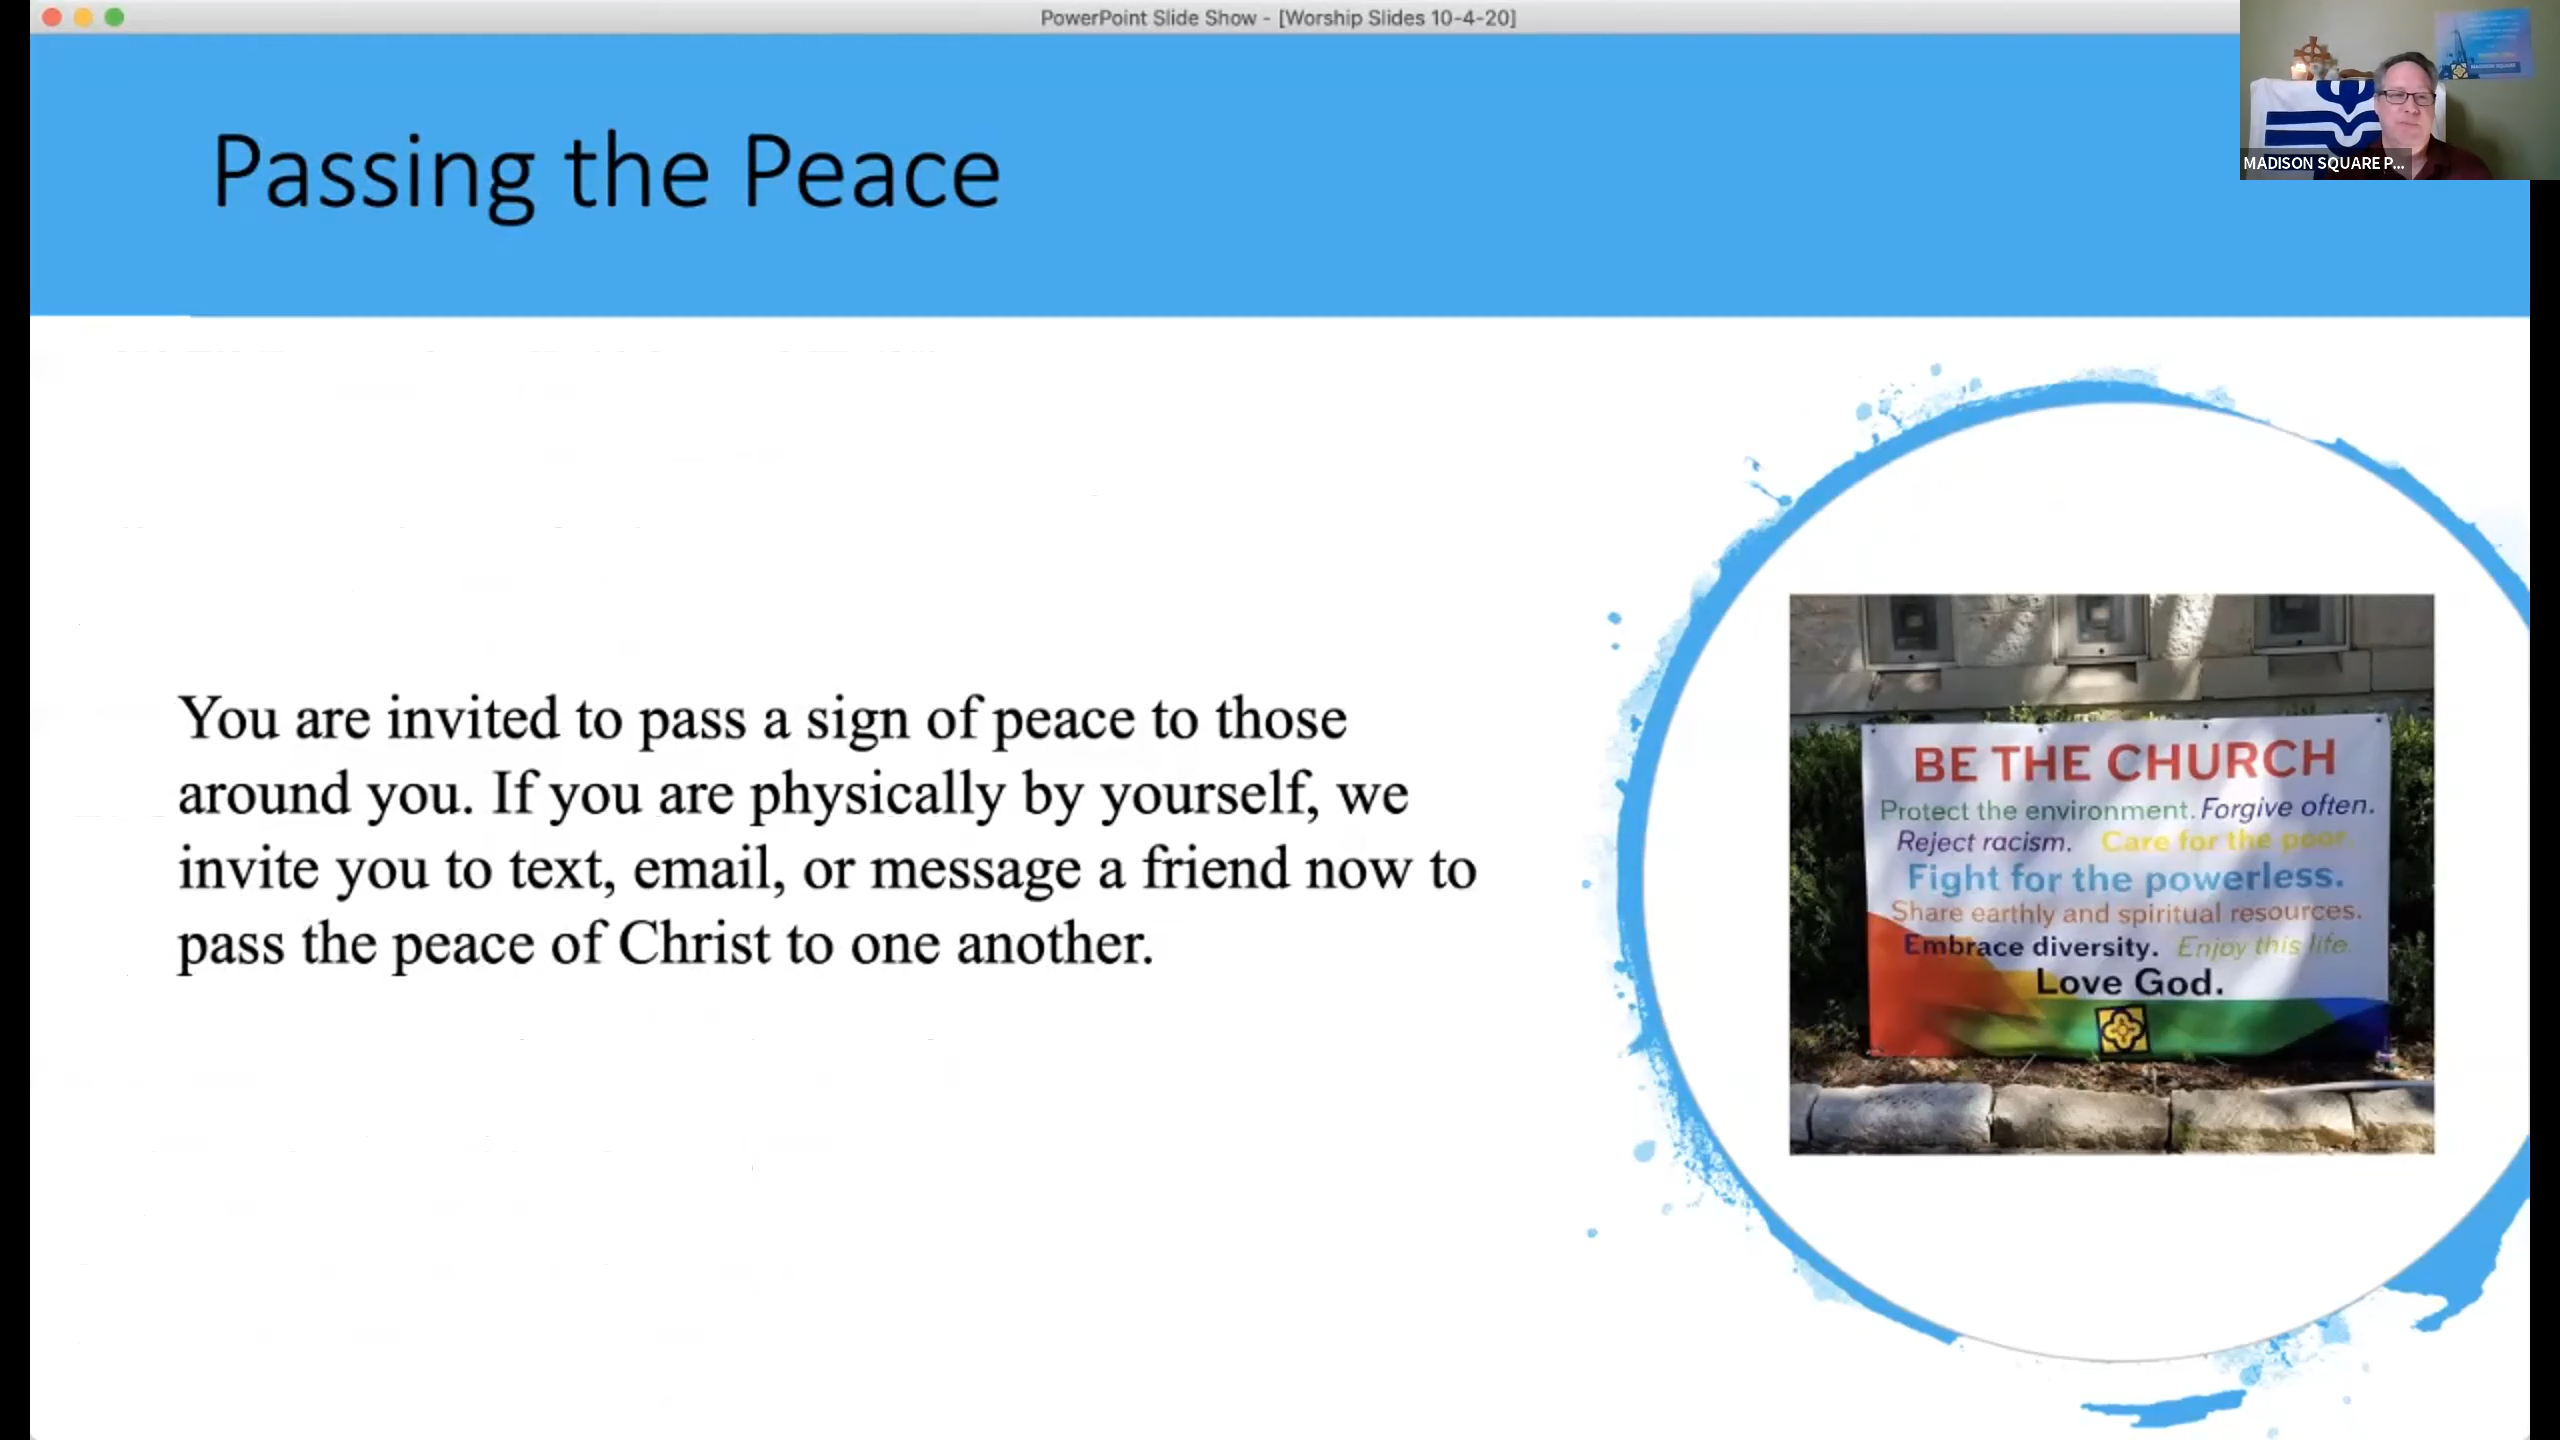 PowerPoint Slide Show - [Worship Slides 10-4-20]
MADISON SQUARE P...
Passing the Peace
You are invited to pass a sign of peace to those
around you. If you are physically by yourself, we
invite you to text, email, or message a friend now to
pass the peace of Christ to one another.
BE THE CHURCH
Protect the environment. Forgive often.
Reject racism. Care for the poor.
Fight for the powerless.
Share earthly and spiritual resources.
Embrace diversity. Enjoy this life.
Love God.